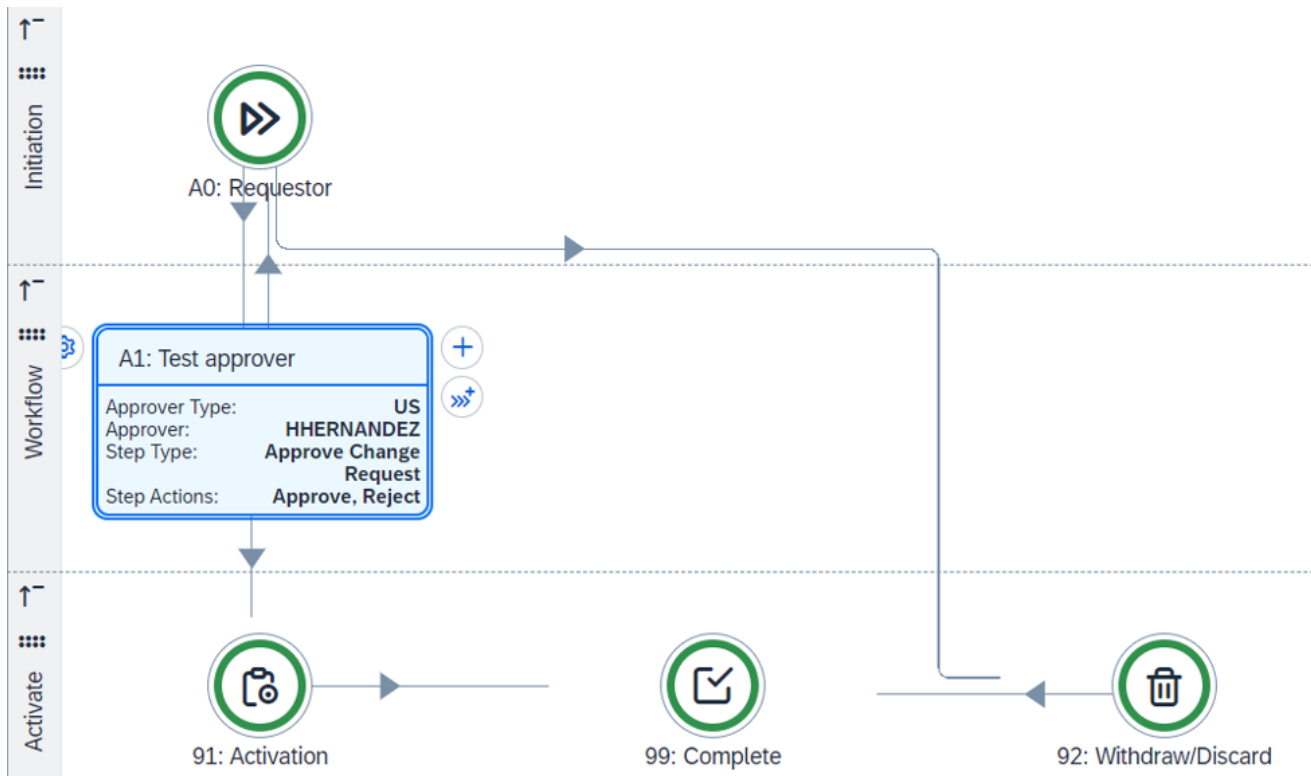 Initiation
A0: Requestor
Workflow
A1: Test approver
Approver Type: US
Approver: HHERNANDEZ
Step Type: Approve Change
Request
Step Actions: Approve, Reject
Activate
91: Activation
99: Complete
92: Withdraw/Discard